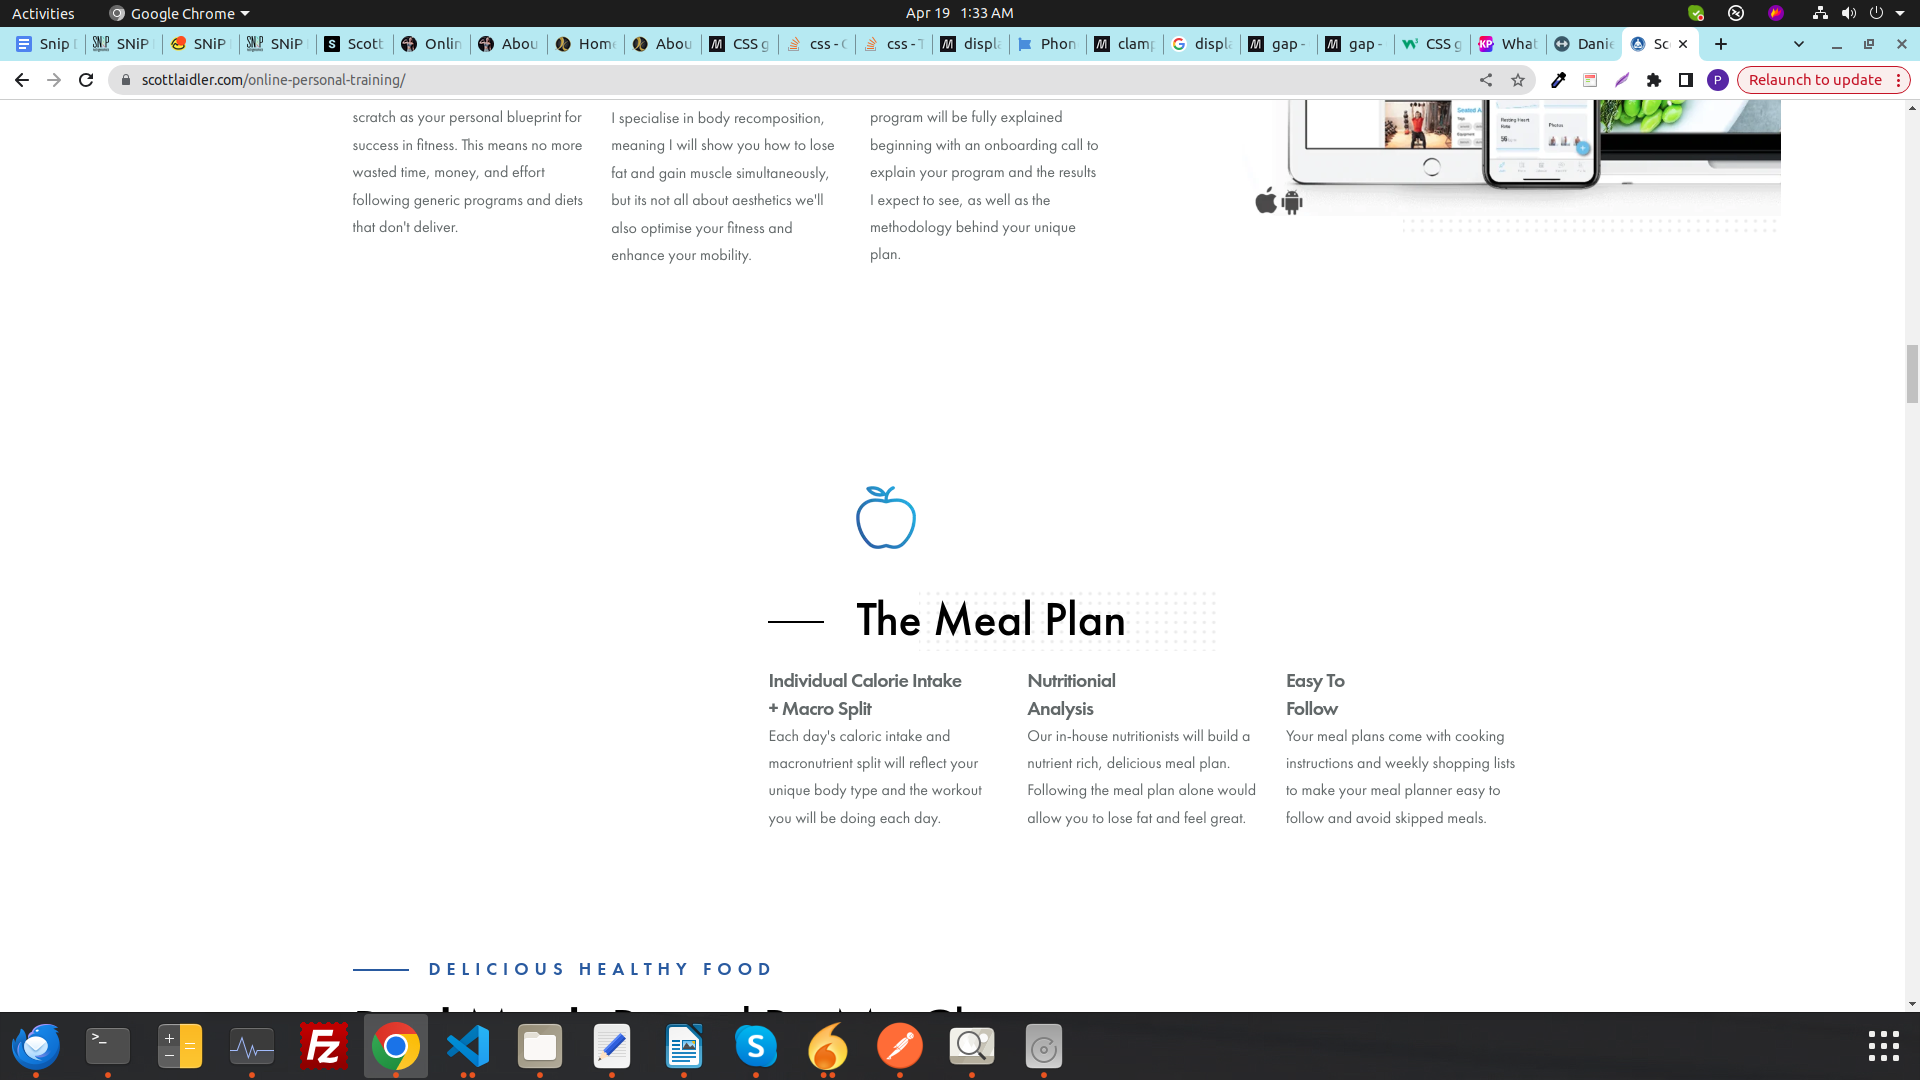 Activities
Google Chrome
Apr 19 1:33 AM
Snip
SNiP
SNiP
SNiP
Scott
Onlin
Abou
Home
Abou
CSS g
css -
css - T
displa
Phon
clamp
displa
gap -
gap -
CSS g
What
Danie
Sc
scottlaidler.com/online-personal-training/
P
Relaunch to update
scratch as your personal blueprint for
success in fitness. This means no more
wasted time, money, and effort
following generic programs and diets
that don't deliver.
I specialise in body recomposition,
meaning I will show you how to lose
fat and gain muscle simultaneously,
but its not all about aesthetics we'll
also optimise your fitness and
enhance your mobility.
program will be fully explained
beginning with an onboarding call to
explain your program and the results
I expect to see, as well as the
methodology behind your unique
plan.
Resting Heart
Photos
The Meal Plan
Individual Calorie Intake
+ Macro Split
Each day's caloric intake and
macronutrient split will reflect your
unique body type and the workout
you will be doing each day.
Nutritionial
Analysis
Our in-house nutritionists will build a
nutrient rich, delicious meal plan.
Following the meal plan alone would
allow you to lose fat and feel great.
Easy To
Follow
Your meal plans come with cooking
instructions and weekly shopping lists
to make your meal planner easy to
follow and avoid skipped meals.
DELICIOUS HEALTHY FOOD